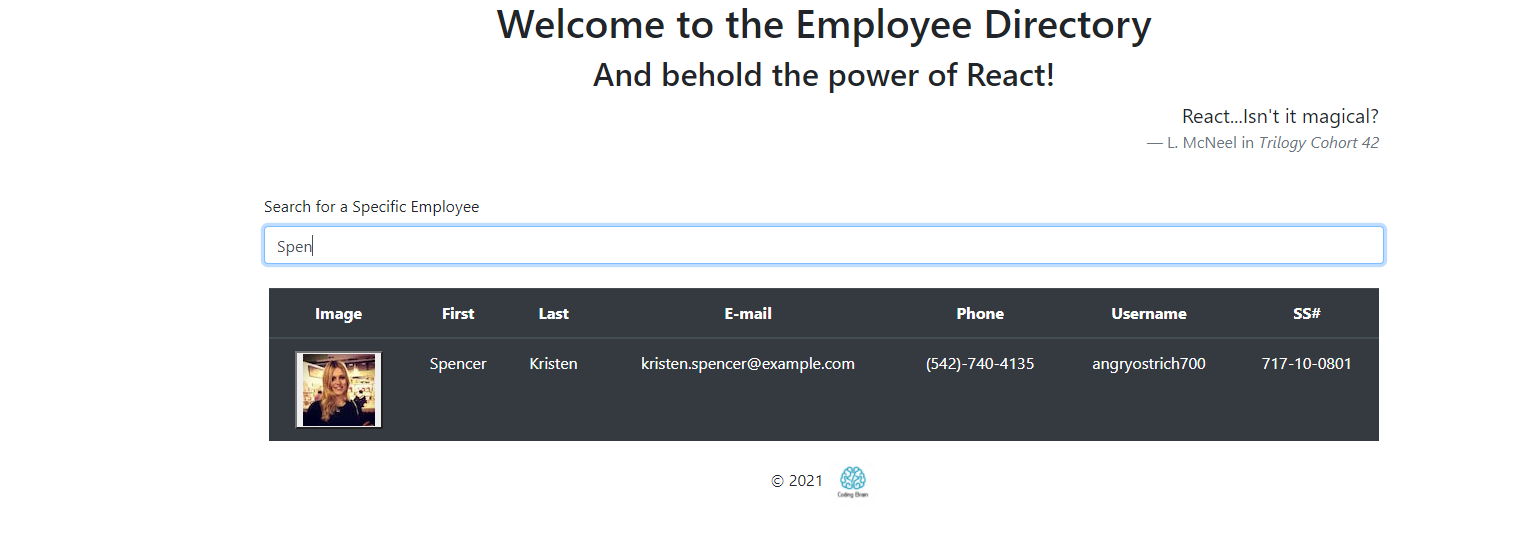 Welcome to the Employee Directory
And behold the power of React!
React...Isn't it magical?
— L. McNeel in Trilogy Cohort 42
Search for a Specific Employee
Spen
Image First Last E-mail Phone Username SS#
Spencer Kristen kristen.spencer@example.com (542)-740-4135 angryostrich700 717-10-0801
© 2021
Coding Brain